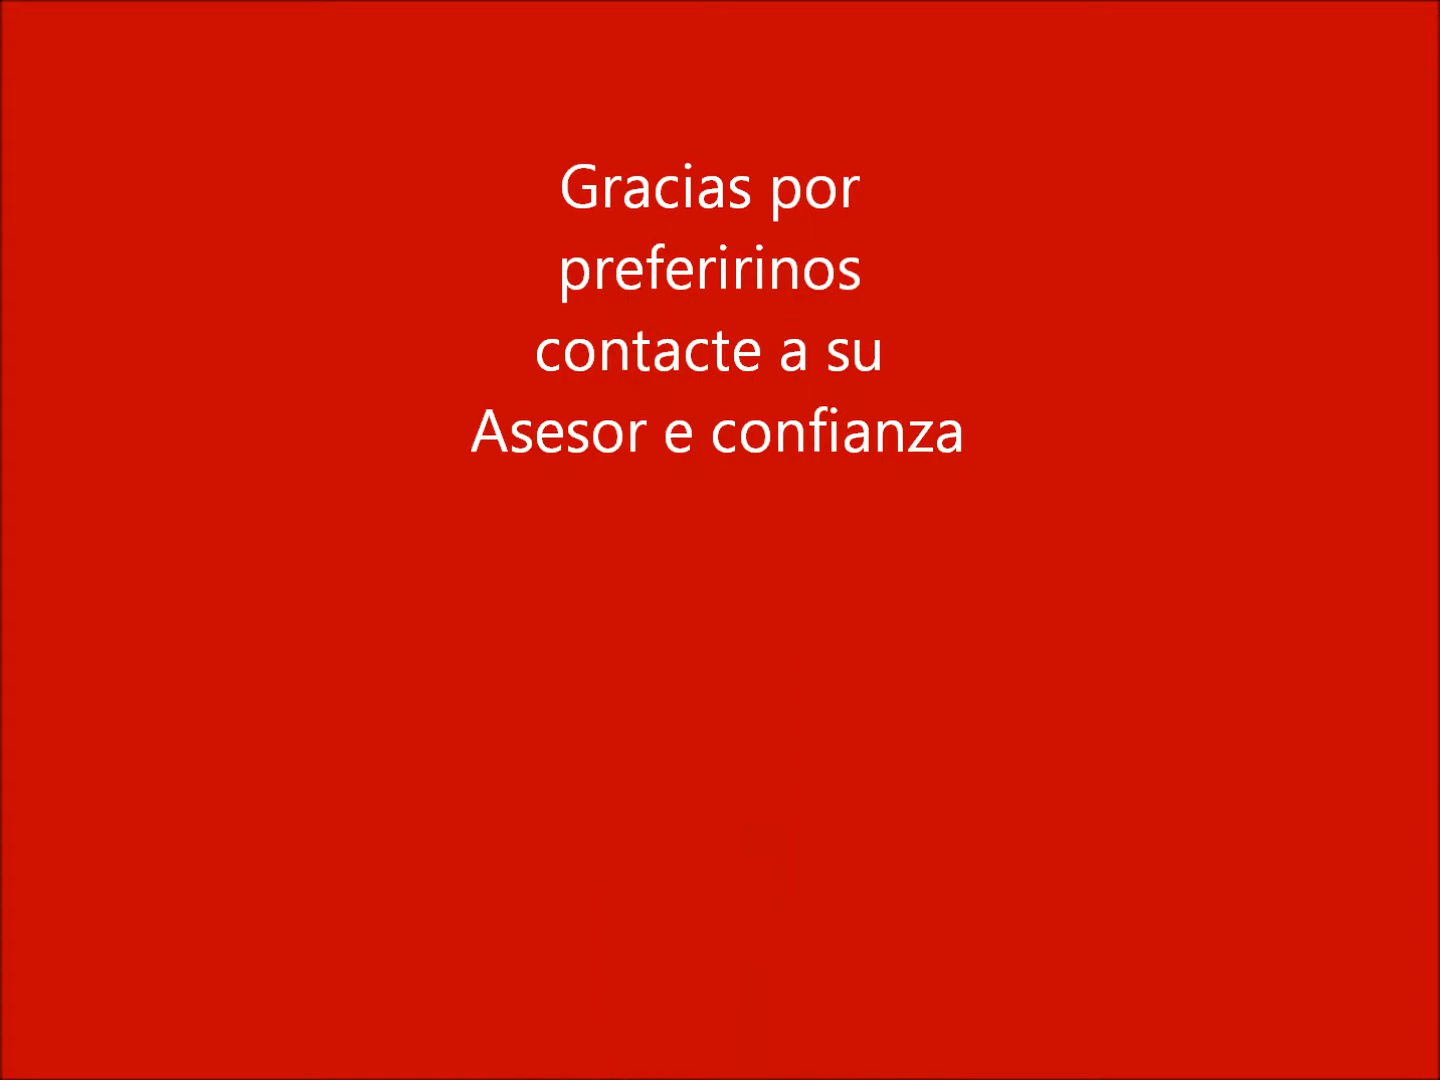 Gracias por
preferirinos
contacte a su
Asesor e confianza